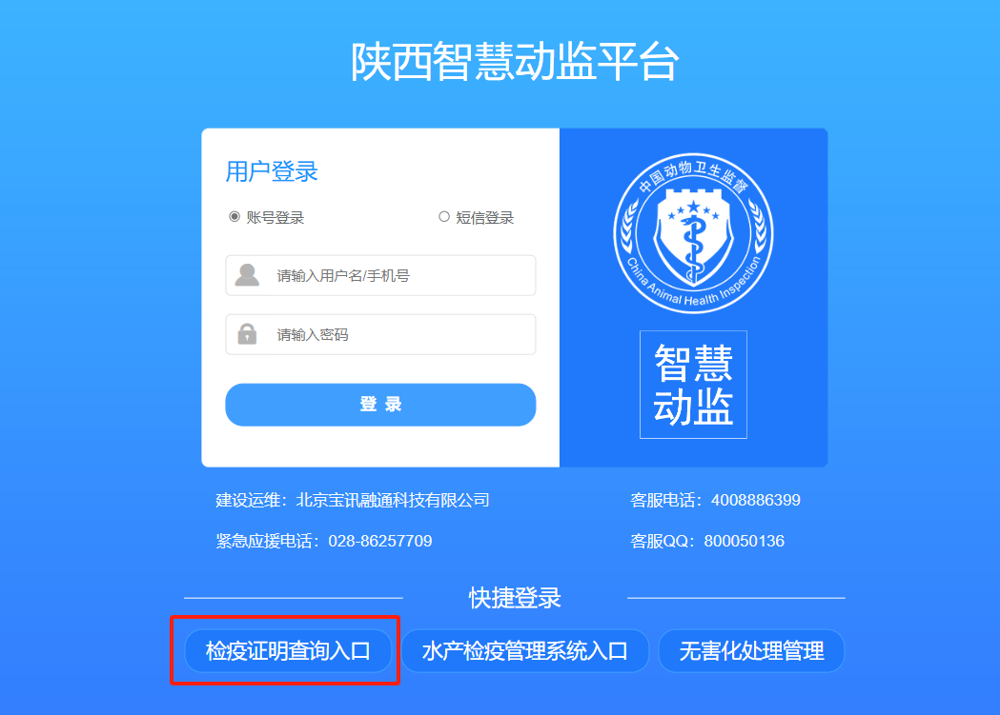 陕西智慧动监平台
用户登录
账号登录
短信登录
请输入用户名/手机号
请输入密码
登 录
中国动物卫生监督
China Animal Health Inspection
智慧
动监
建设运维：北京宝讯融通科技有限公司
客服电话：4008886399
紧急应援电话：028-86257709
客服QQ：800050136
快捷登录
检疫证明查询入口
水产检疫管理系统入口
无害化处理管理